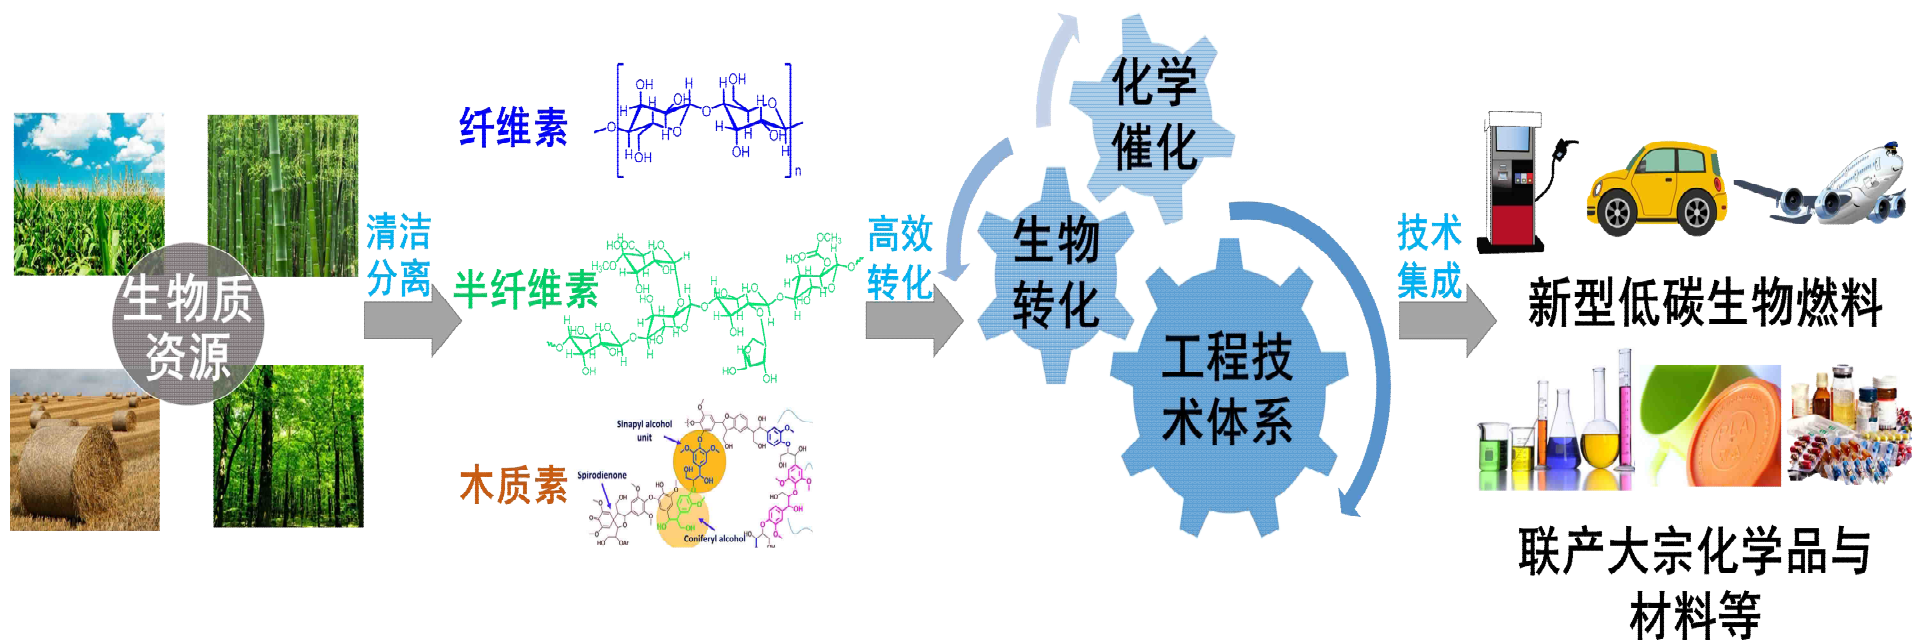 生物质
资源
清洁
分离
纤维素
半纤维素
木质素
Sinapyl alcohol
unit
Spirodienone
Coniferyl alcohol
高效
转化
化学
催化
生物
转化
工程技
术体系
技术
集成
新型低碳生物燃料
联产大宗化学品与
材料等